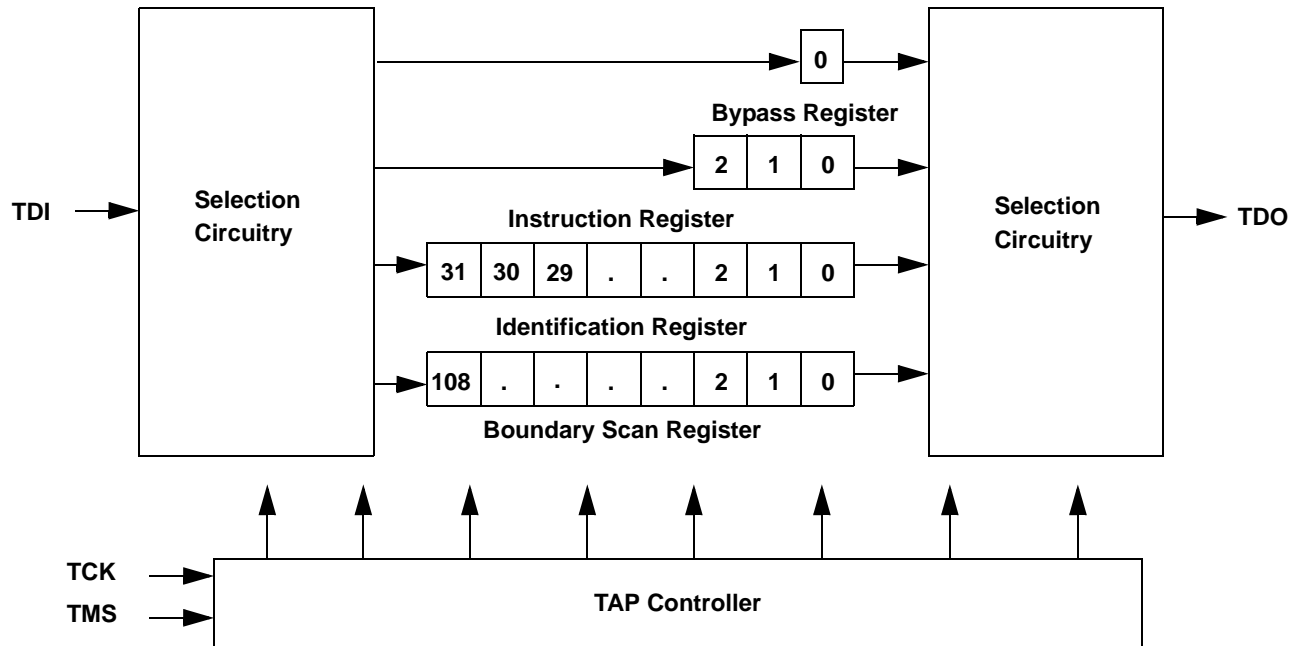 0
Bypass Register
2 1 0
TDI
Selection
Circuitry
Instruction Register
31 30 29 . . 2 1 0
Identification Register
108 . . . . 2 1 0
Boundary Scan Register
Selection
Circuitry
TDO
TCK
TMS
TAP Controller